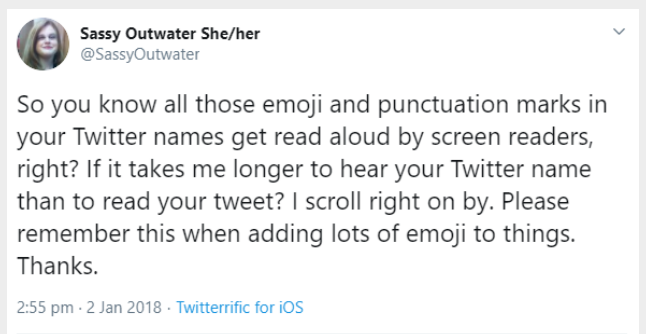 Sassy Outwater She/her
@SassyOutwater
So you know all those emoji and punctuation marks in
your Twitter names get read aloud by screen readers,
right? If it takes me longer to hear your Twitter name
than to read your tweet? I scroll right on by. Please
remember this when adding lots of emoji to things.
Thanks.
2:55 pm · 2 Jan 2018 · Twitterrific for iOS